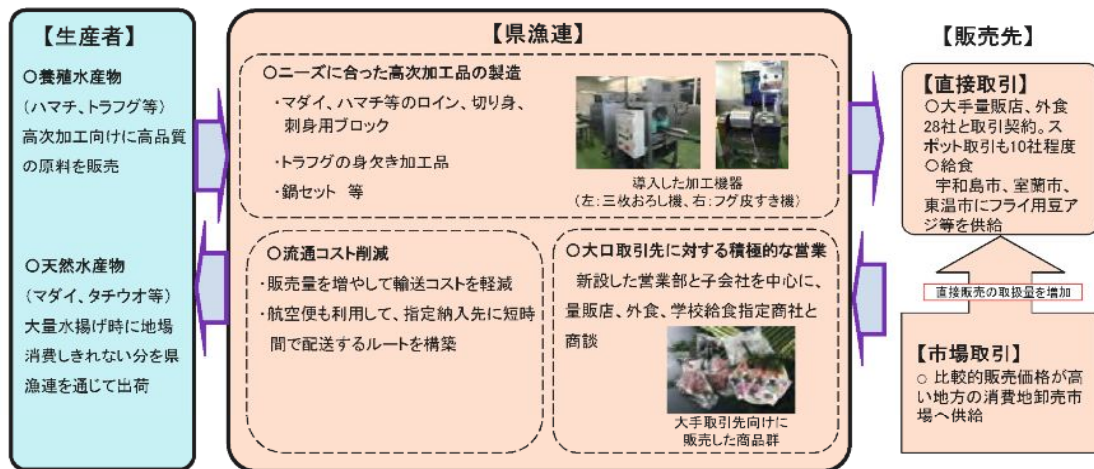 【生産者】
○養殖水産物
(ハマチ、トラフグ等)
高次加工向けに高品質
の原料を販売
○天然水産物
(マダイ、タチウオ等)
大量水揚げ時に地場
消費しきれない分を県
漁連を通じて出荷
【県漁連】
○ニーズに合った高次加工品の製造
・マダイ、ハマチ等のロイン、切り身、
刺身用ブロック
・トラフグの身欠き加工品
・鍋セット 等
導入した加工機器
(左:三枚おろし機、右:フグ皮すき機)
○流通コスト削減
・販売量を増やして輸送コストを軽減
・航空便も利用して、指定納入先に短時
間で配送するルートを構築
○大口取引先に対する積極的な営業
新設した営業部と子会社を中心に、
量販店、外食、学校給食指定商社と
商談
大手取引先向けに
販売した商品群
【販売先】
【直接取引】
○大手量販店、外食
28社と取引契約。ス
ポット取引も10社程度
○給食
宇和島市、室蘭市、
東温市にフライ用豆ア
ジ等を供給
直接販売の取扱量を増加
【市場取引】
○ 比較的販売価格が高
い地方の消費地卸売市
場へ供給